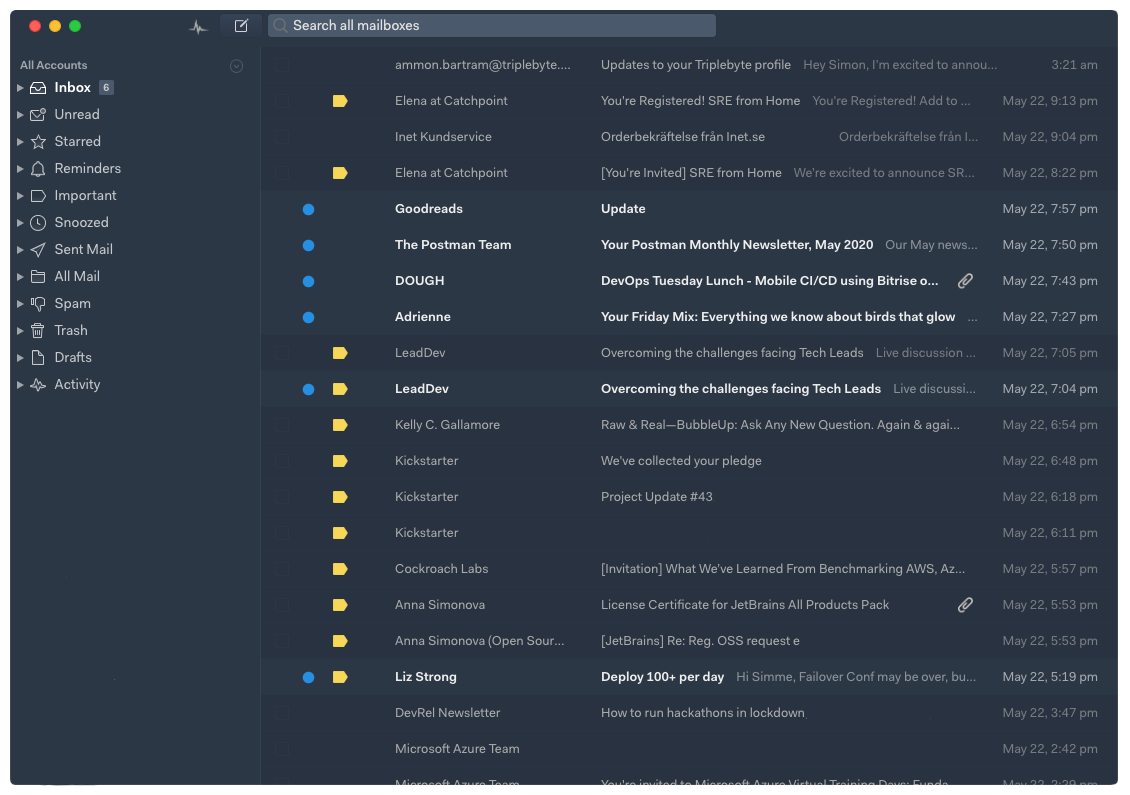 Search all mailboxes
All Accounts
Inbox 6
Unread
Starred
Reminders
Important
Snoozed
Sent Mail
All Mail
Spam
Trash
Drafts
Activity
ammon.bartram@triplebyte.... Updates to your Triplebyte profile Hey Simon, I'm excited to annou... 3:21 am
Elena at Catchpoint You're Registered! SRE from Home You're Registered! Add to ... May 22, 9:13 pm
Inet Kundservice Orderbekräftelse från Inet.se Orderbekräftelse från I... May 22, 9:04 pm
Elena at Catchpoint [You're Invited] SRE from Home We're excited to announce SR... May 22, 8:22 pm
Goodreads Update May 22, 7:57 pm
The Postman Team Your Postman Monthly Newsletter, May 2020 Our May news... May 22, 7:50 pm
DOUGH DevOps Tuesday Lunch - Mobile CI/CD using Bitrise o... May 22, 7:43 pm
Adrienne Your Friday Mix: Everything we know about birds that glow ... May 22, 7:27 pm
LeadDev Overcoming the challenges facing Tech Leads Live discussion ... May 22, 7:05 pm
LeadDev Overcoming the challenges facing Tech Leads Live discussi... May 22, 7:04 pm
Kelly C. Gallamore Raw & Real—BubbleUp: Ask Any New Question. Again & agai... May 22, 6:54 pm
Kickstarter We've collected your pledge May 22, 6:48 pm
Kickstarter Project Update #43 May 22, 6:18 pm
Kickstarter May 22, 6:11 pm
Cockroach Labs [Invitation] What We've Learned From Benchmarking AWS, Az... May 22, 5:57 pm
Anna Simonova License Certificate for JetBrains All Products Pack May 22, 5:53 pm
Anna Simonova (Open Sour... [JetBrains] Re: Reg. OSS request e May 22, 5:53 pm
Liz Strong Deploy 100+ per day Hi Simme, Failover Conf may be over, bu... May 22, 5:19 pm
DevRel Newsletter How to run hackathons in lockdown May 22, 3:47 pm
Microsoft Azure Team May 22, 2:42 pm
Microsoft Azure Team You're invited to Microsoft Azure Virtual Training Days: Funda... May 22, 2:29 pm